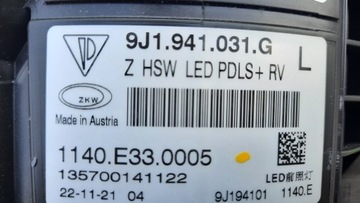 9J1.941.031.G
Z HSW LED PDLS+ RV
L
ZKW
Made in Austria
1140.E33.0005
135700141122
LED前照灯
22-11-21 04
9J194101
1140.E